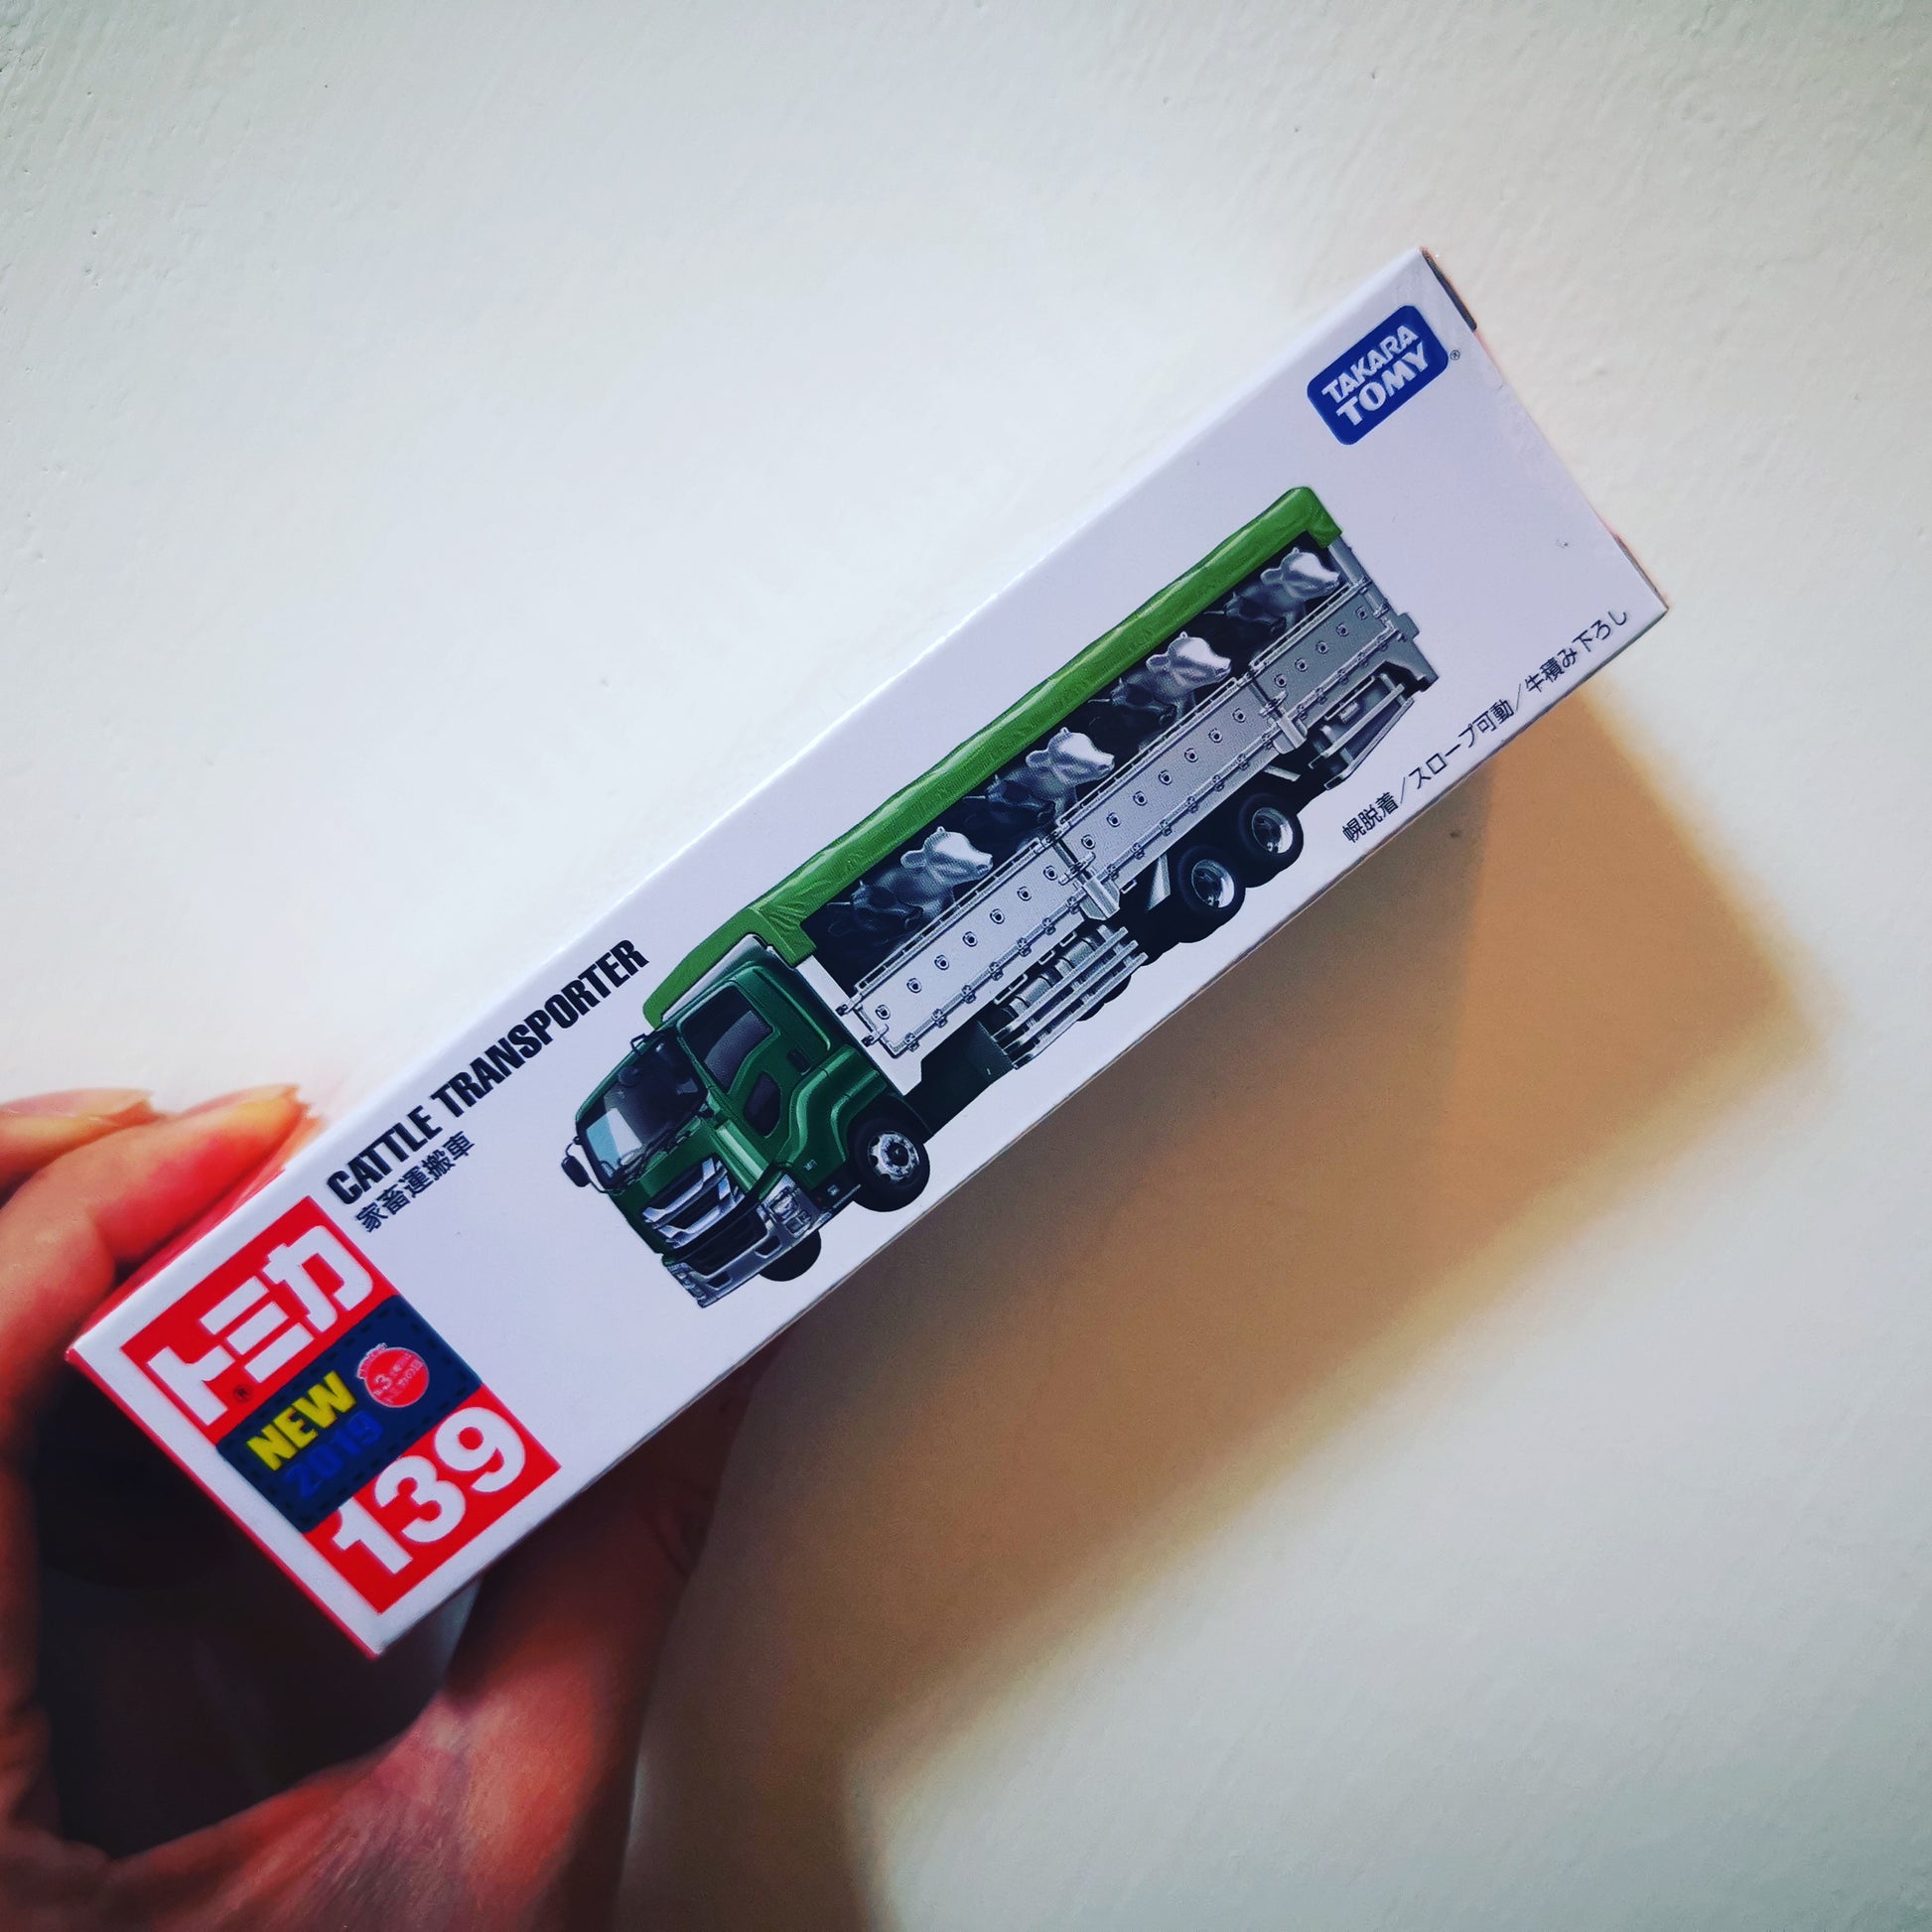 TAKARA
TOMY
®
CATTLE TRANSPORTER
家畜運搬車
幌脱着/スロープ可動/牛積み下ろし
トミカ
®
NEW
2019
139